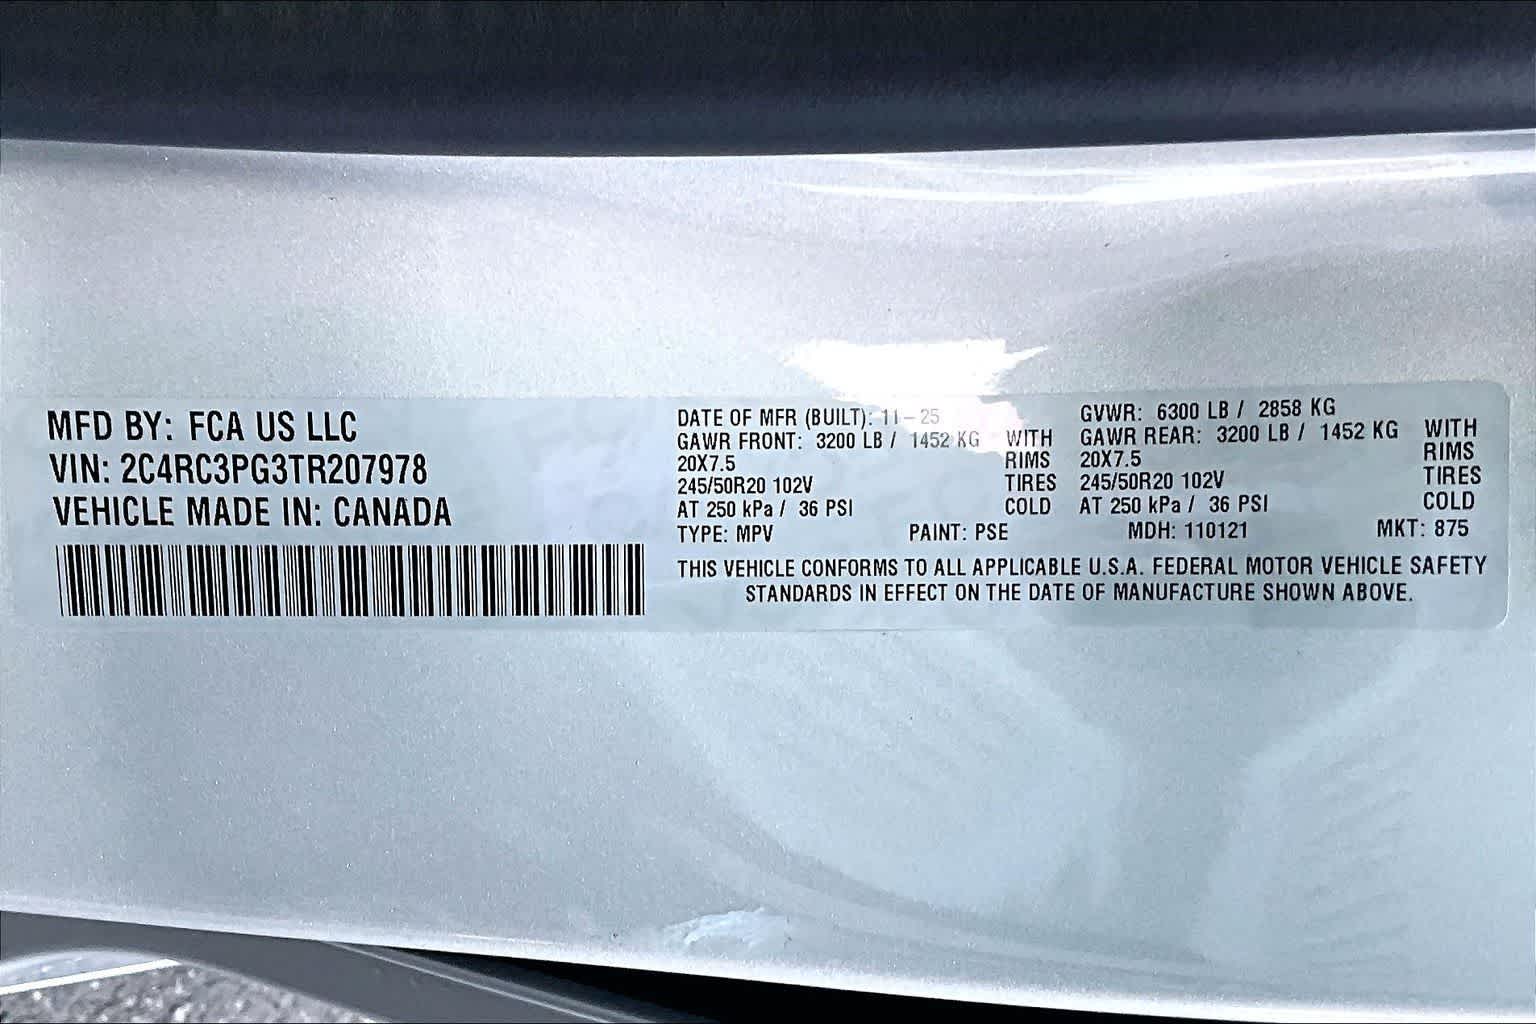 MFD BY: FCA US LLC
VIN: 2C4RC3PG3TR207978
VEHICLE MADE IN: CANADA
DATE OF MFR (BUILT): 11-25
GAWR FRONT: 3200 LB / 1452 KG WITH
20X7.5 RIMS
245/50R20 102V TIRES
AT 250 kPa / 36 PSI COLD
GVWR: 6300 LB / 2858 KG
GAWR REAR: 3200 LB / 1452 KG WITH
20X7.5 RIMS
245/50R20 102V TIRES
AT 250 kPa / 36 PSI COLD
TYPE: MPV PAINT: PSE MDH: 110121 MKT: 875
THIS VEHICLE CONFORMS TO ALL APPLICABLE U.S.A. FEDERAL MOTOR VEHICLE SAFETY
STANDARDS IN EFFECT ON THE DATE OF MANUFACTURE SHOWN ABOVE.